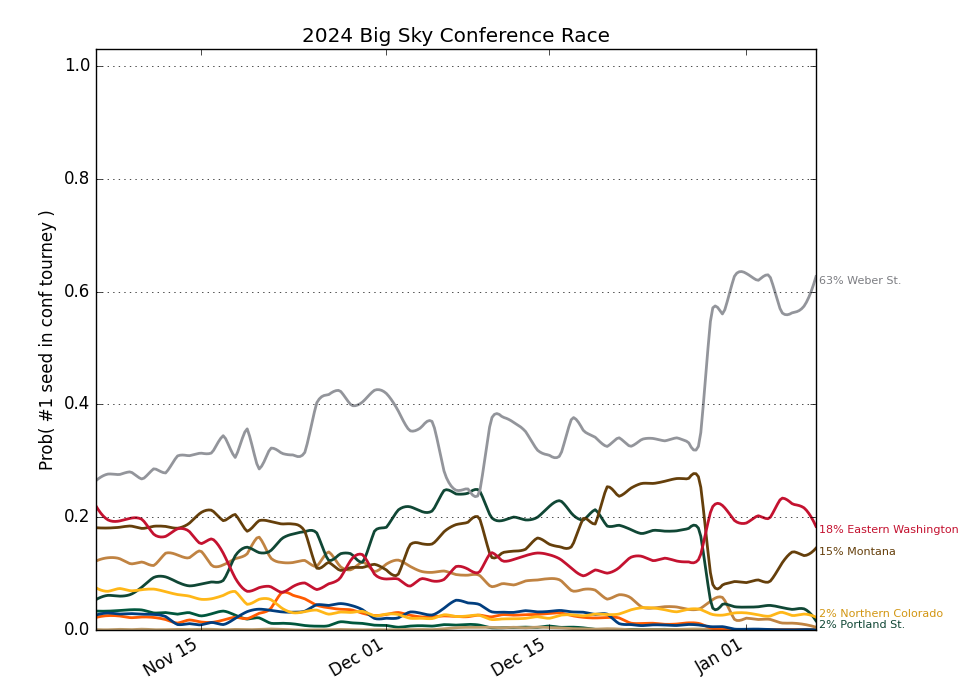 2024 Big Sky Conference Race
Prob( #1 seed in conf tourney )
1.0
0.8
0.6
0.4
0.2
0.0
63% Weber St.
18% Eastern Washington
15% Montana
2% Northern Colorado
2% Portland St.
Nov 15
Dec 01
Dec 15
Jan 01